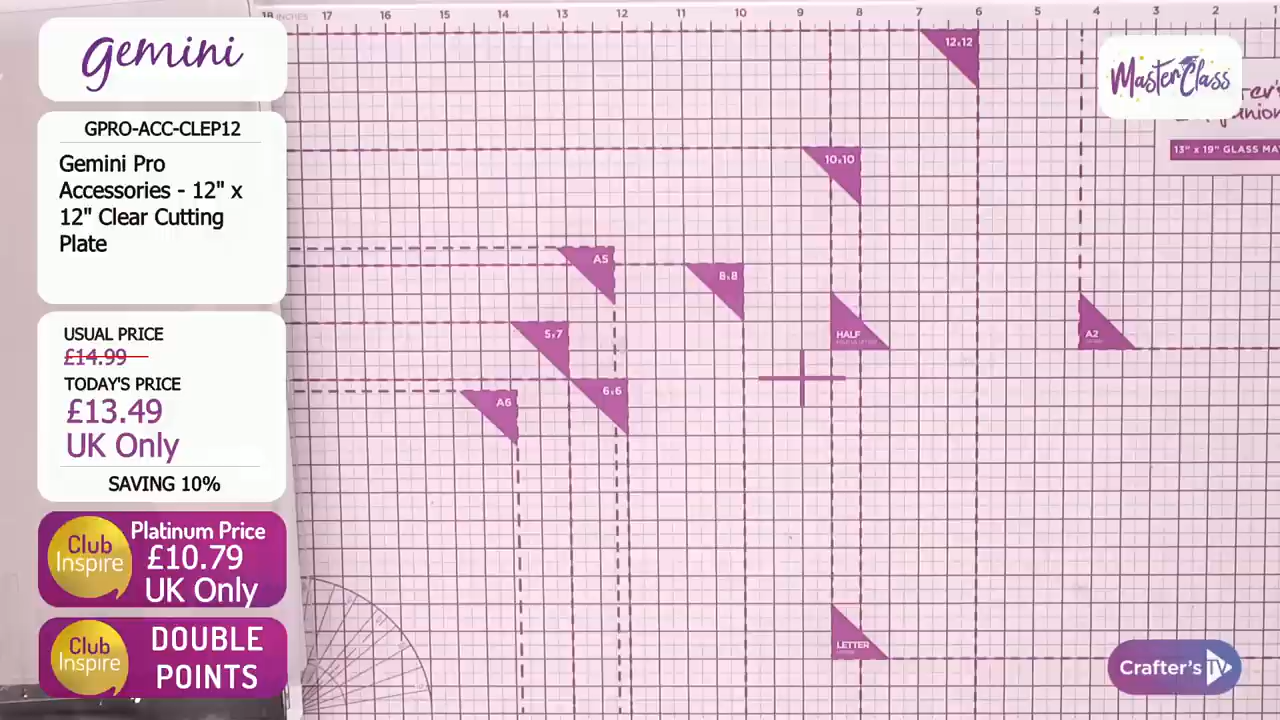 gemini
GPRO-ACC-CLEP12
Gemini Pro
Accessories - 12" x
12" Clear Cutting
Plate
USUAL PRICE
£14.99
TODAY'S PRICE
£13.49
UK Only
SAVING 10%
Club
Inspire
Platinum Price
£10.79
UK Only
Club
Inspire
DOUBLE
POINTS
18 INCHES 17 16 15 14 13 12 11 10 9 8 7 6 5 4 3 2 1
12x12
10x10
A5
8x8
5x7
HALF
A2
6x6
A6
LETTER
MasterClass
13" x 19" GLASS MA
Crafter's TV